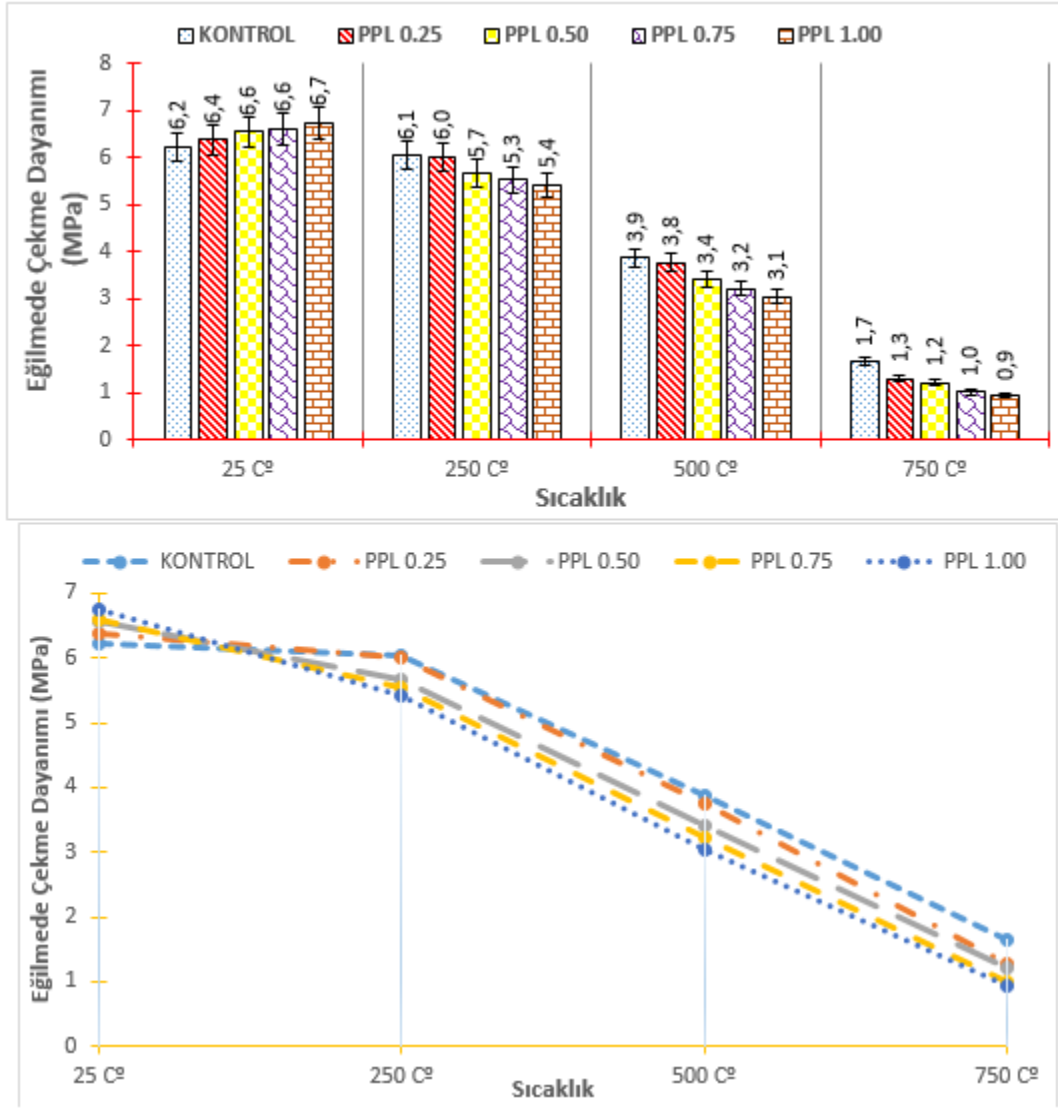 KONTROL PPL 0.25 PPL 0.50 PPL 0.75 PPL 1.00
Eğilmede Çekme Dayanımı
(MPa)
8
7
6
5
4
3
2
1
0
6,2 6,4 6,6 6,6 6,7
6,1 6,0 5,7 5,3 5,4
3,9 3,8 3,4 3,2 3,1
1,7 1,3 1,2 1,0 0,9
25 Cº 250 Cº 500 Cº 750 Cº
Sıcaklık
KONTROL PPL 0.25 PPL 0.50 PPL 0.75 PPL 1.00
Eğilmede Çekme Dayanımı (MPa)
7
6
5
4
3
2
1
0
25 Cº 250 Cº 500 Cº 750 Cº
Sıcaklık